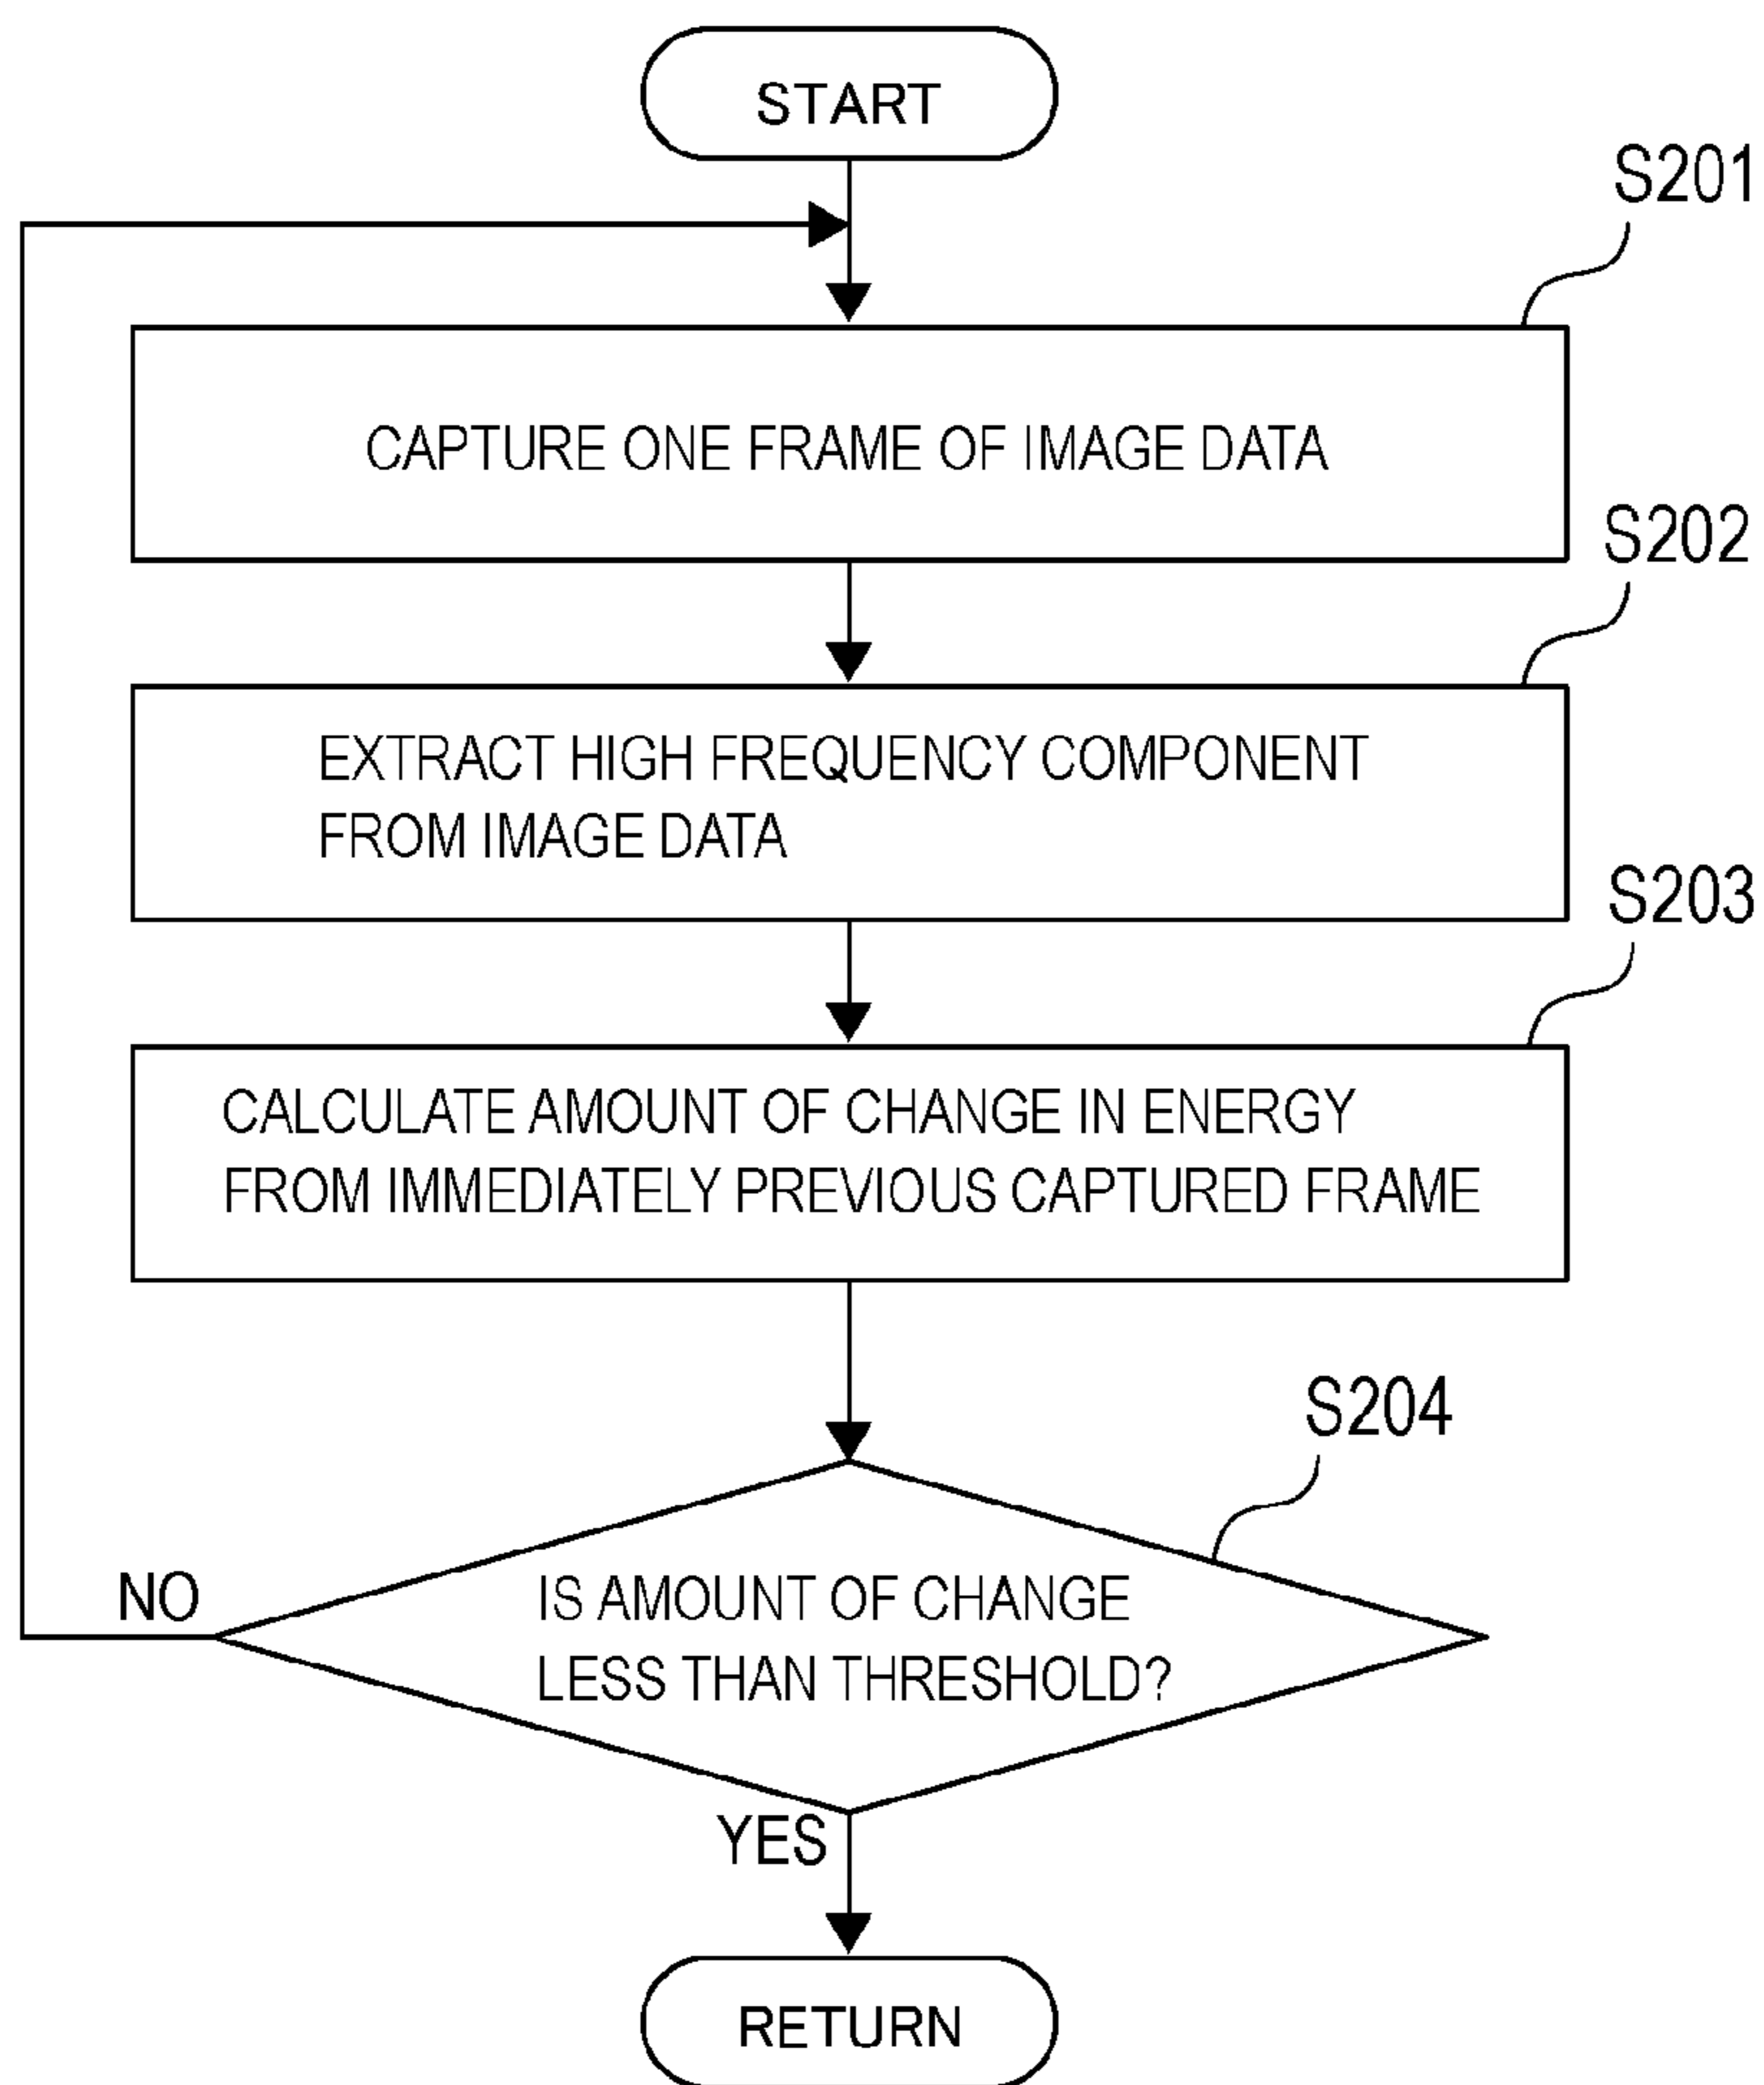 START
S201
CAPTURE ONE FRAME OF IMAGE DATA
S202
EXTRACT HIGH FREQUENCY COMPONENT
FROM IMAGE DATA
S203
CALCULATE AMOUNT OF CHANGE IN ENERGY
FROM IMMEDIATELY PREVIOUS CAPTURED FRAME
S204
NO
IS AMOUNT OF CHANGE
LESS THAN THRESHOLD?
YES
RETURN